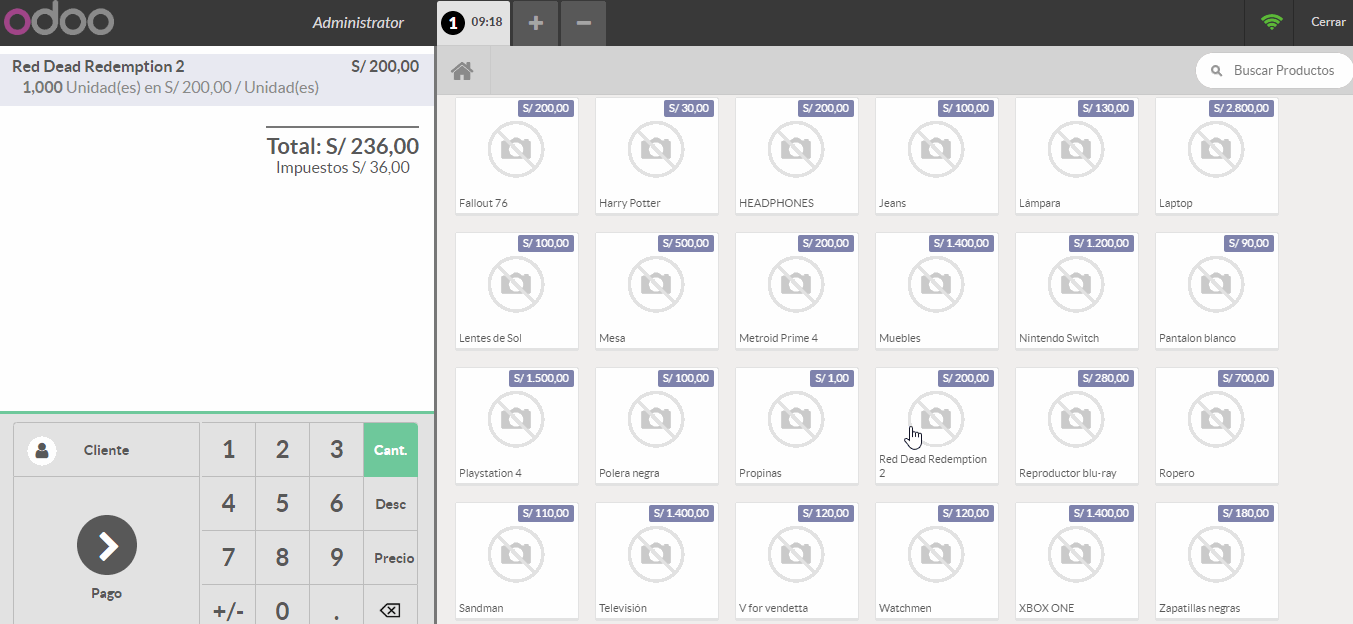 odoo
Administrator
1 09:18
+
−
Cerrar
Red Dead Redemption 2 S/ 200,00
1,000 Unidad(es) en S/ 200,00 / Unidad(es)
Total: S/ 236,00
Impuestos S/ 36,00
Cliente
Pago
1 2 3 Cant.
4 5 6 Desc
7 8 9 Precio
+/- 0 .
Buscar Productos
S/ 200,00 S/ 30,00 S/ 200,00 S/ 100,00 S/ 130,00 S/ 2.800,00
Fallout 76 Harry Potter HEADPHONES Jeans Lámpara Laptop
S/ 100,00 S/ 500,00 S/ 200,00 S/ 1.400,00 S/ 1.200,00 S/ 90,00
Lentes de Sol Mesa Metroid Prime 4 Muebles Nintendo Switch Pantalon blanco
S/ 1.500,00 S/ 100,00 S/ 1,00 S/ 200,00 S/ 280,00 S/ 700,00
Playstation 4 Polera negra Propinas Red Dead Redemption 2 Reproductor blu-ray Ropero
S/ 110,00 S/ 1.400,00 S/ 120,00 S/ 120,00 S/ 1.400,00 S/ 180,00
Sandman Televisión V for vendetta Watchmen XBOX ONE Zapatillas negras